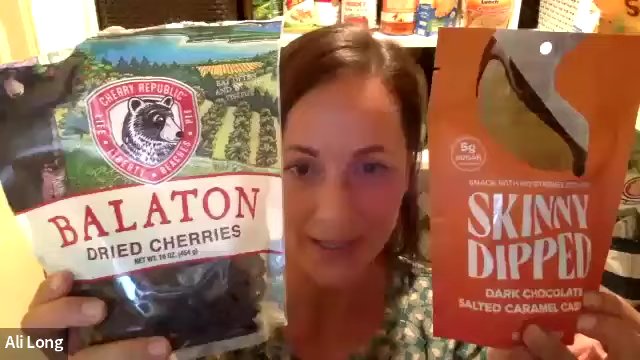 CHERRY REPUBLIC
LIFE • LIBERTY • BEACHES • PIE
BALATON
DRIED CHERRIES
NET WT. 16 OZ. (454 g)
5g
SUGAR
SKINNY
DIPPED
DARK CHOCOLATE
SALTED CARAMEL
Ali Long